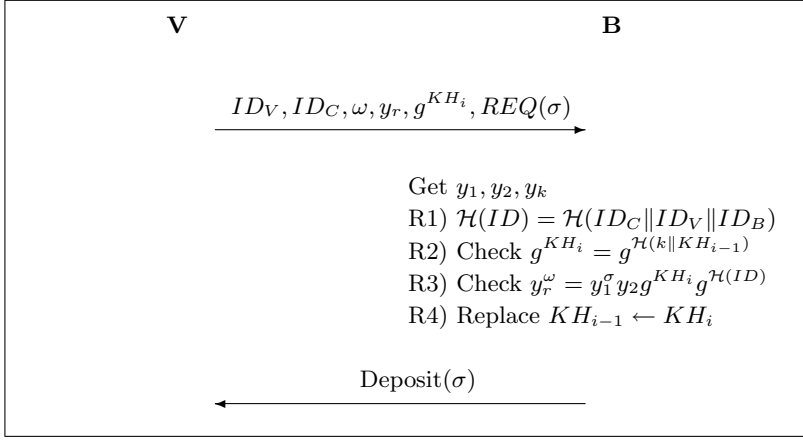 V B
ID_V, ID_C, ω, y_r, g^{KH_i}, REQ(σ)
Get y_1, y_2, y_k
R1) ℋ(ID) = ℋ(ID_C‖ID_V‖ID_B)
R2) Check g^{KH_i} = g^{ℋ(k‖KH_{i−1})}
R3) Check y_r^ω = y_1^σ y_2 g^{KH_i} g^{ℋ(ID)}
R4) Replace KH_{i−1} ← KH_i
Deposit(σ)